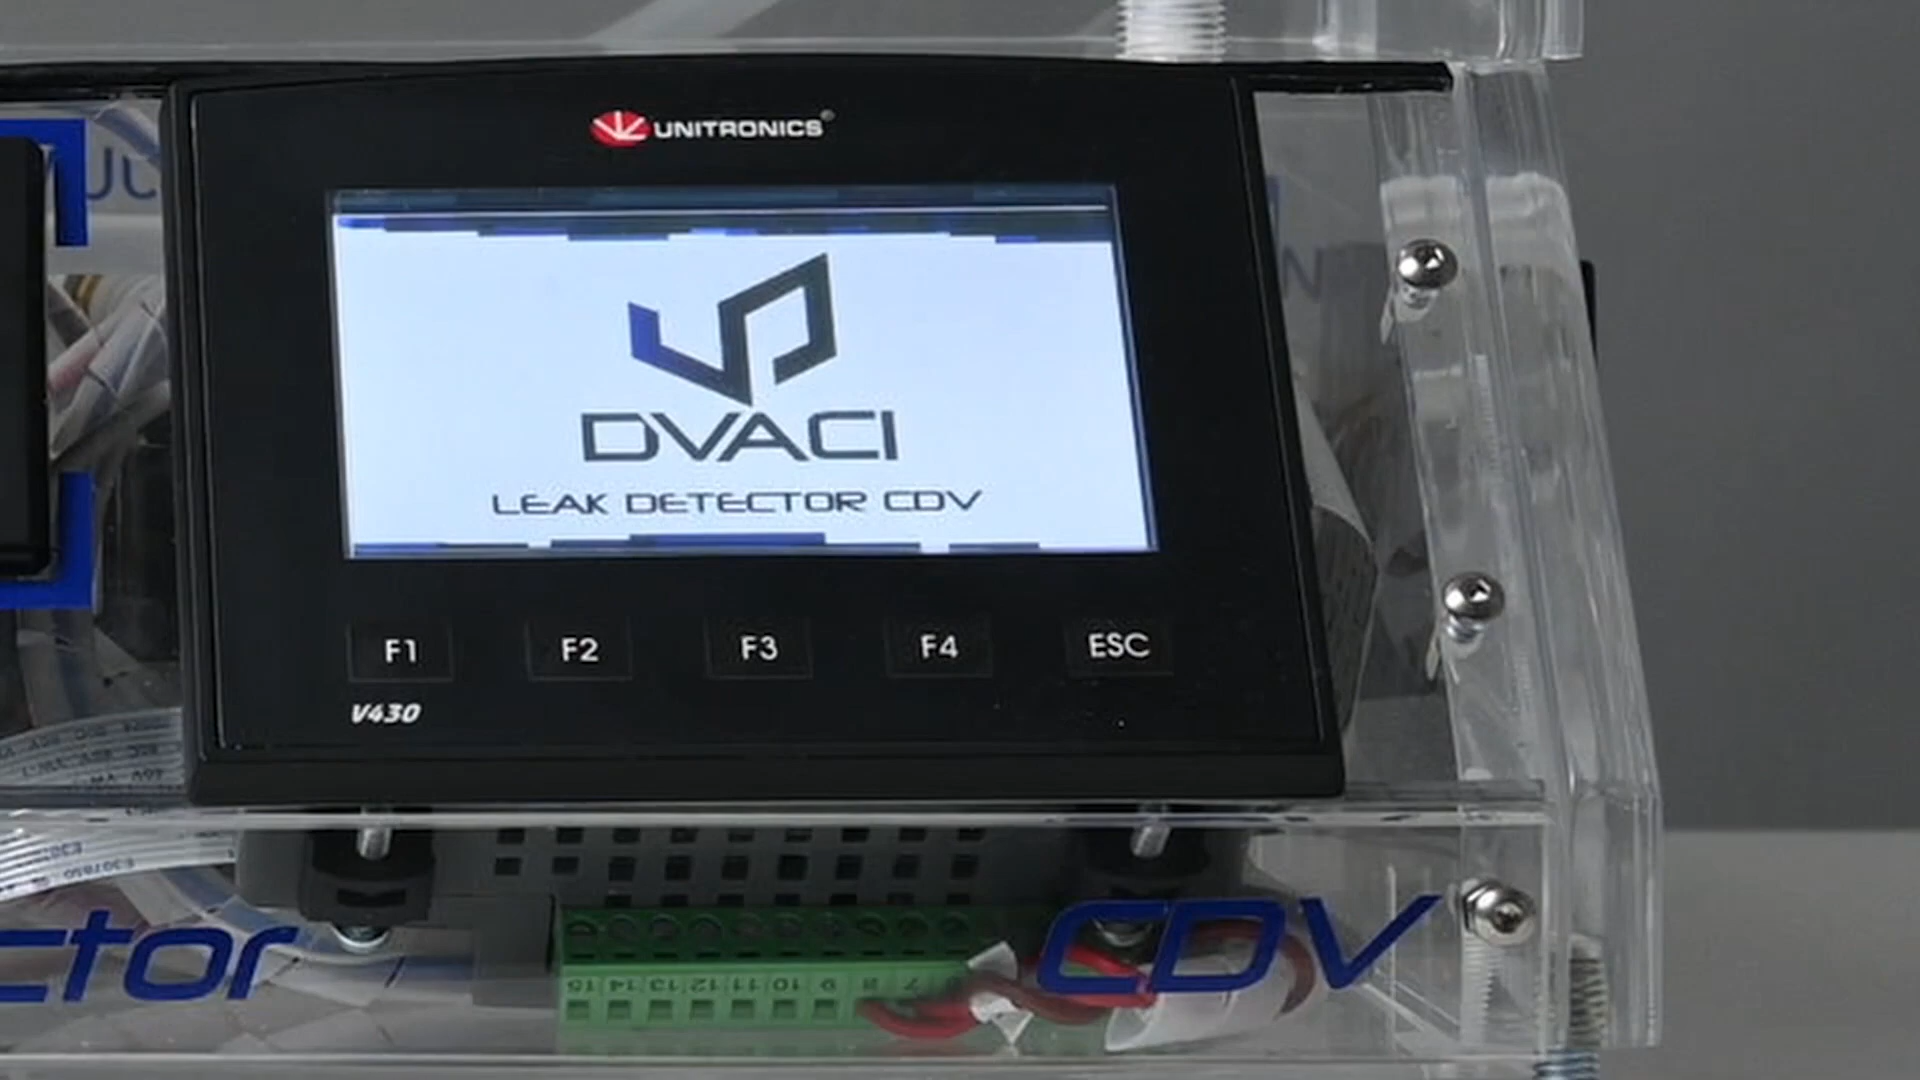 UNITRONICS®
DVACI
LEAK DETECTOR CDV
F1 F2 F3 F4 ESC
V430
ctor CDV
15 14 13 12 11 10 9 8 7